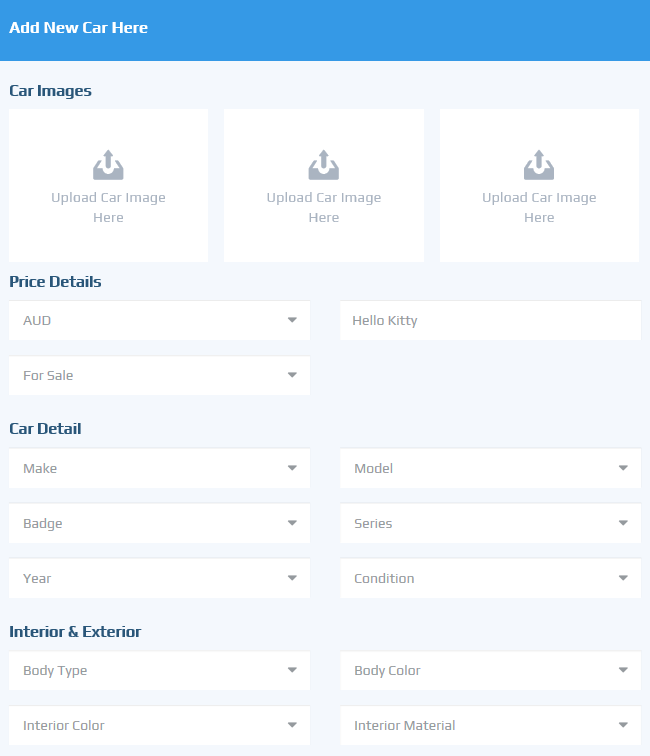 Add New Car Here
Car Images
Upload Car Image
Here
Upload Car Image
Here
Upload Car Image
Here
Price Details
AUD
Hello Kitty
For Sale
Car Detail
Make
Model
Badge
Series
Year
Condition
Interior & Exterior
Body Type
Body Color
Interior Color
Interior Material